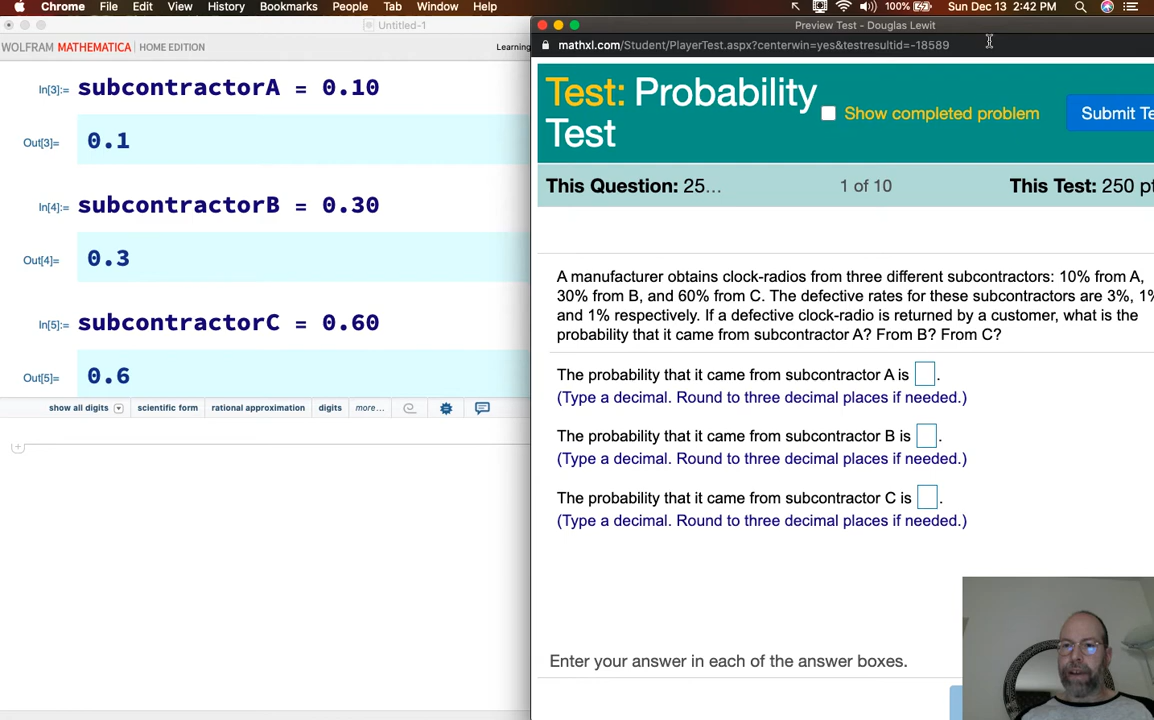 Chrome File Edit View History Bookmarks People Tab Window Help 100% Sun Dec 13 2:42 PM
Untitled-1
WOLFRAM MATHEMATICA HOME EDITION Learning
In[3]:= subcontractorA = 0.10
Out[3]= 0.1
In[4]:= subcontractorB = 0.30
Out[4]= 0.3
In[5]:= subcontractorC = 0.60
Out[5]= 0.6
show all digits scientific form rational approximation digits more...
Preview Test - Douglas Lewit
mathxl.com/Student/PlayerTest.aspx?centerwin=yes&testresultid=-18589
Test: Probability
Test
Show completed problem
Submit Te
This Question: 25... 1 of 10 This Test: 250 pt
A manufacturer obtains clock-radios from three different subcontractors: 10% from A,
30% from B, and 60% from C. The defective rates for these subcontractors are 3%, 1%
and 1% respectively. If a defective clock-radio is returned by a customer, what is the
probability that it came from subcontractor A? From B? From C?
The probability that it came from subcontractor A is .
(Type a decimal. Round to three decimal places if needed.)
The probability that it came from subcontractor B is .
(Type a decimal. Round to three decimal places if needed.)
The probability that it came from subcontractor C is .
(Type a decimal. Round to three decimal places if needed.)
Enter your answer in each of the answer boxes.